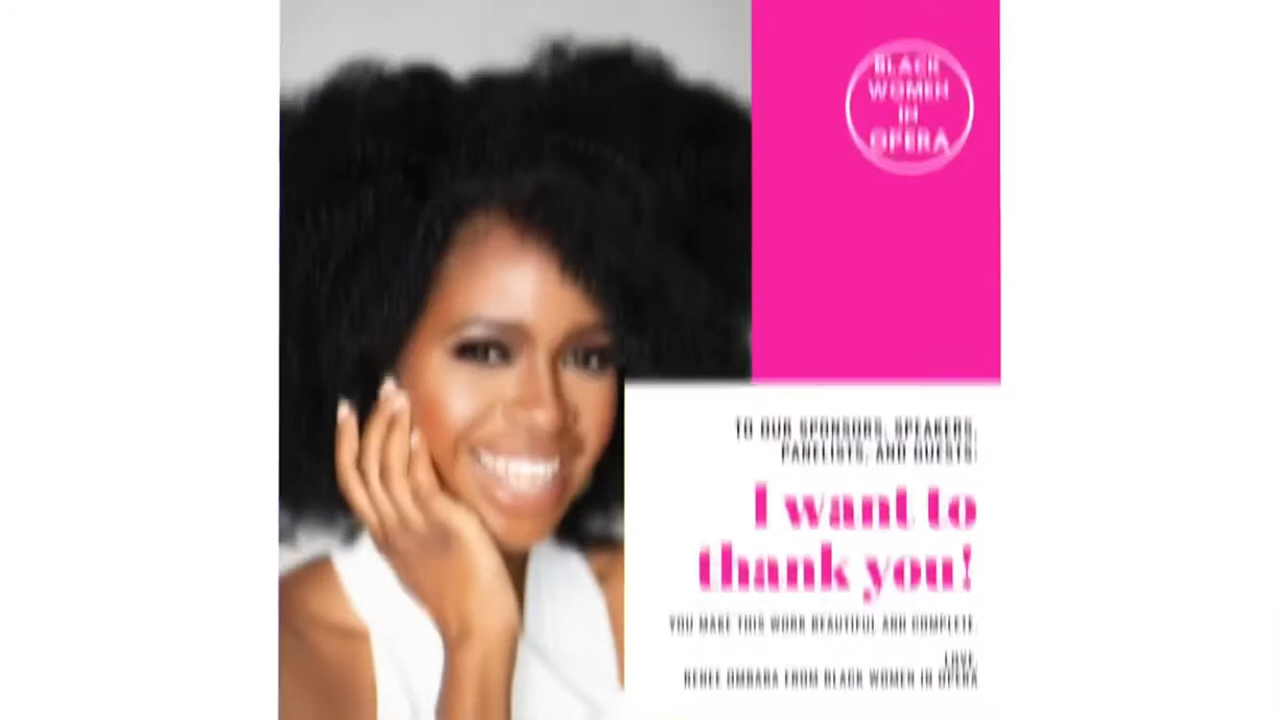 BLACK
WOMEN
IN
OPERA
TO OUR SPONSORS, SPEAKERS,
PANELISTS, AND GUESTS:
I want to
thank you!
YOU MAKE THIS WORK BEAUTIFUL AND COMPLETE.
LOVE,
RENEE OMBABA FROM BLACK WOMEN IN OPERA